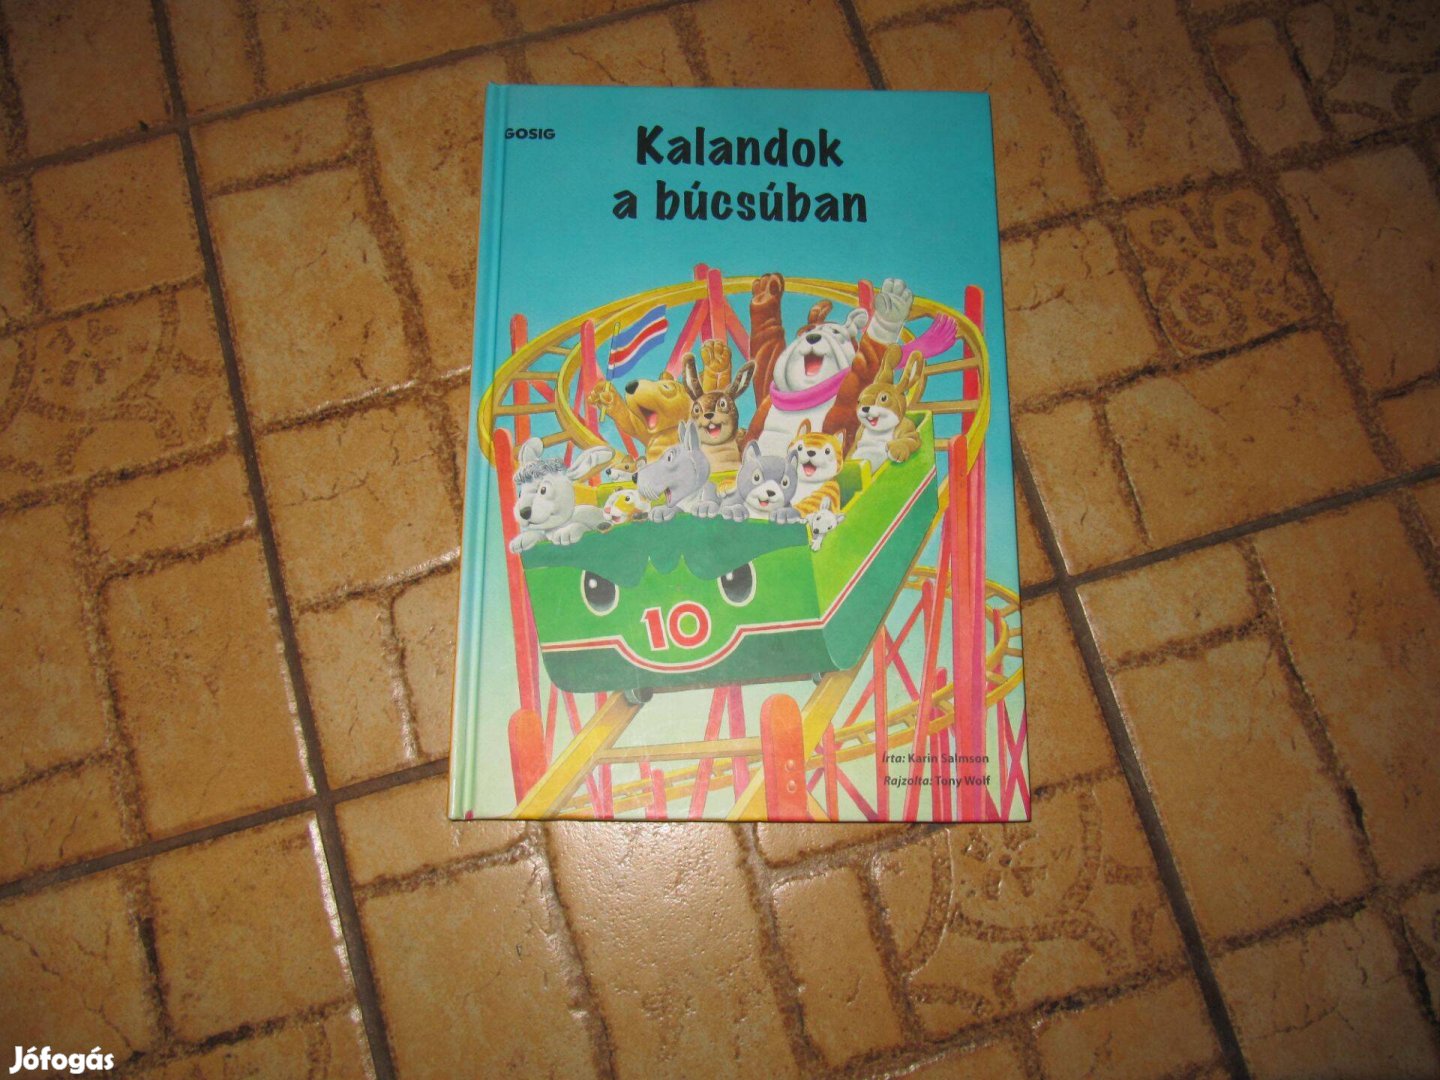 GOSIG
Kalandok
a búcsúban
10
Írta: Karin Salmson
Rajzolta: Tony Wolf
Jófogás